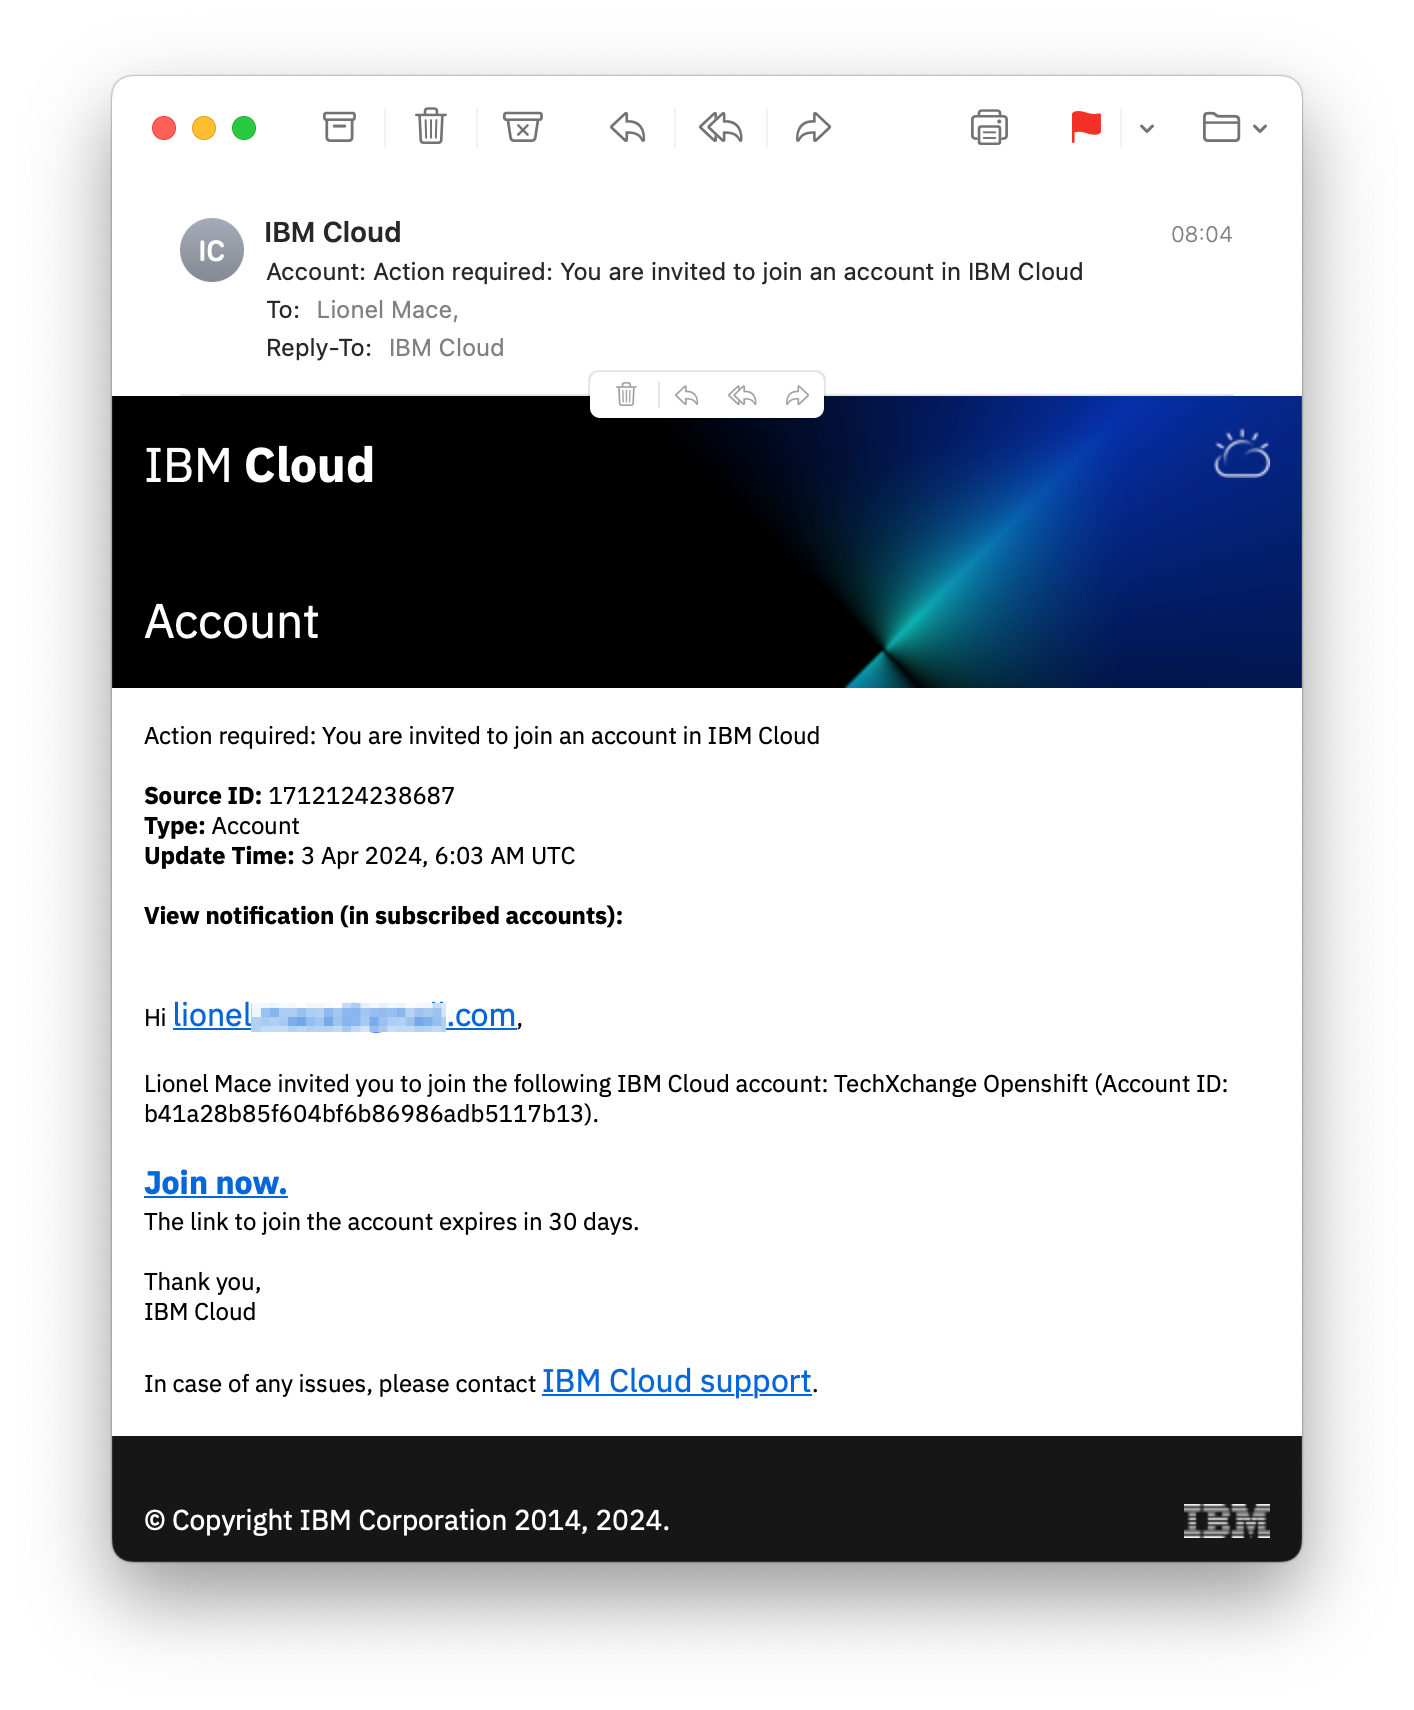 IC
IBM Cloud
08:04
Account: Action required: You are invited to join an account in IBM Cloud
To: Lionel Mace,
Reply-To: IBM Cloud
IBM Cloud
Account
Action required: You are invited to join an account in IBM Cloud
Source ID: 1712124238687
Type: Account
Update Time: 3 Apr 2024, 6:03 AM UTC
View notification (in subscribed accounts):
Hi lionel .com,
Lionel Mace invited you to join the following IBM Cloud account: TechXchange Openshift (Account ID:
b41a28b85f604bf6b86986adb5117b13).
Join now.
The link to join the account expires in 30 days.
Thank you,
IBM Cloud
In case of any issues, please contact IBM Cloud support.
© Copyright IBM Corporation 2014, 2024.
IBM